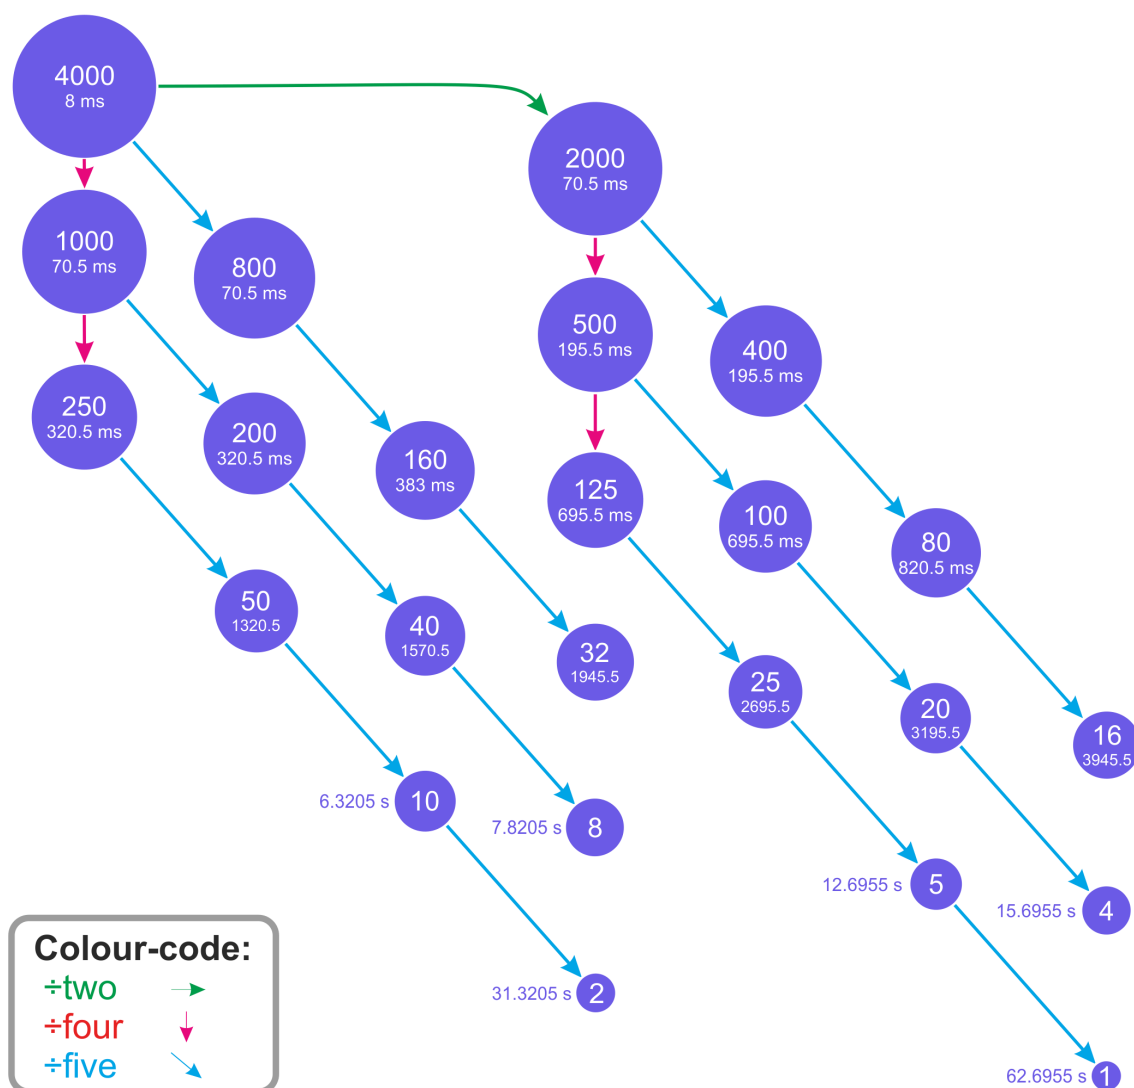 4000
8 ms
2000
70.5 ms
1000
70.5 ms
800
70.5 ms
500
195.5 ms
400
195.5 ms
250
320.5 ms
200
320.5 ms
160
383 ms
125
695.5 ms
100
695.5 ms
80
820.5 ms
50
1320.5
40
1570.5
32
1945.5
25
2695.5
20
3195.5
16
3945.5
6.3205 s
10
7.8205 s
8
12.6955 s
5
15.6955 s
4
31.3205 s
2
62.6955 s
1
Colour-code:
÷two
÷four
÷five